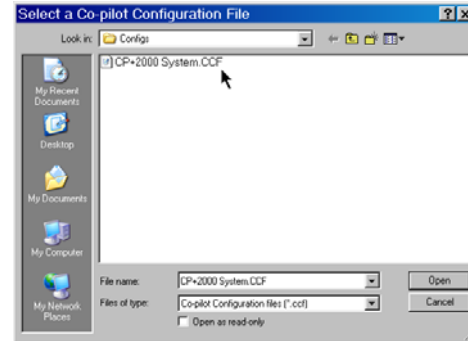 Select a Co-pilot Configuration File
Look in: Configs
CP+2000 System.CCF
My Recent
Documents
Desktop
My Documents
My Computer
My Network
Places
File name: CP+2000 System.CCF Open
Files of type: Co-pilot Configuration files (*.ccf) Cancel
Open as read-only